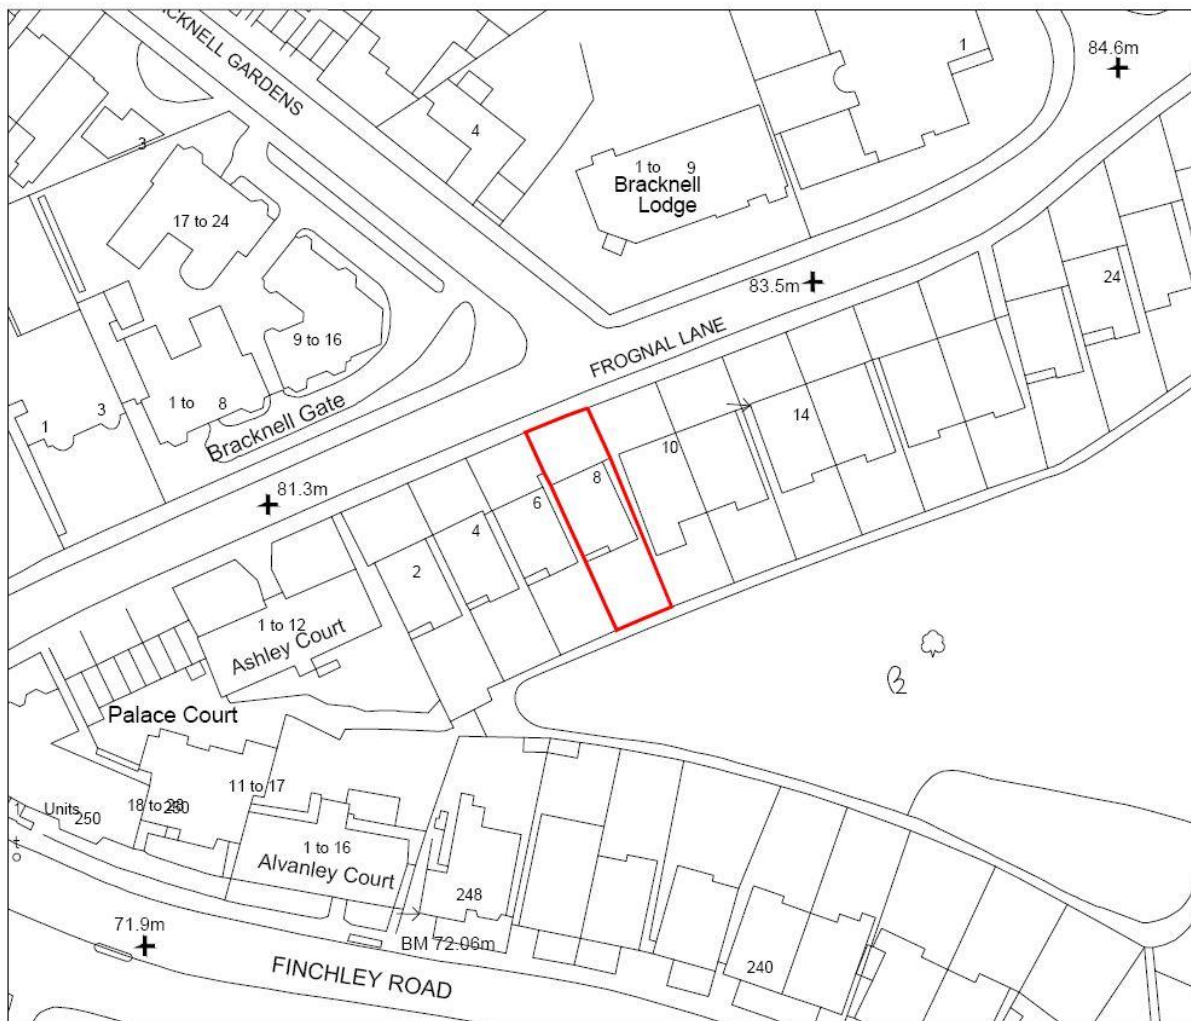 84.6m
1
ACKNELL GARDENS
4
3
1 to 9
Bracknell
Lodge
17 to 24
83.5m
24
9 to 16
FROGNAL LANE
1 to 8
3
1
Bracknell Gate
14
10
8
6
4
2
81.3m
1 to 12
Ashley Court
Palace Court
11 to 17
Units
250
1 to 16
Alvanley Court
248
71.9m
BM 72.06m
240
FINCHLEY ROAD